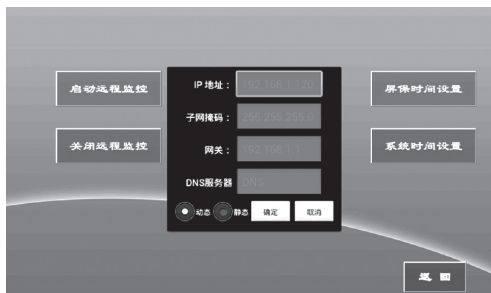 启动远程监控
关闭远程监控
IP 地址： 192.168.1.120
子网掩码： 255.255.255.0
网关： 192.168.1.1
DNS服务器 DNS
动态 静态 确定 取消
屏保时间设置
系统时间设置
返回